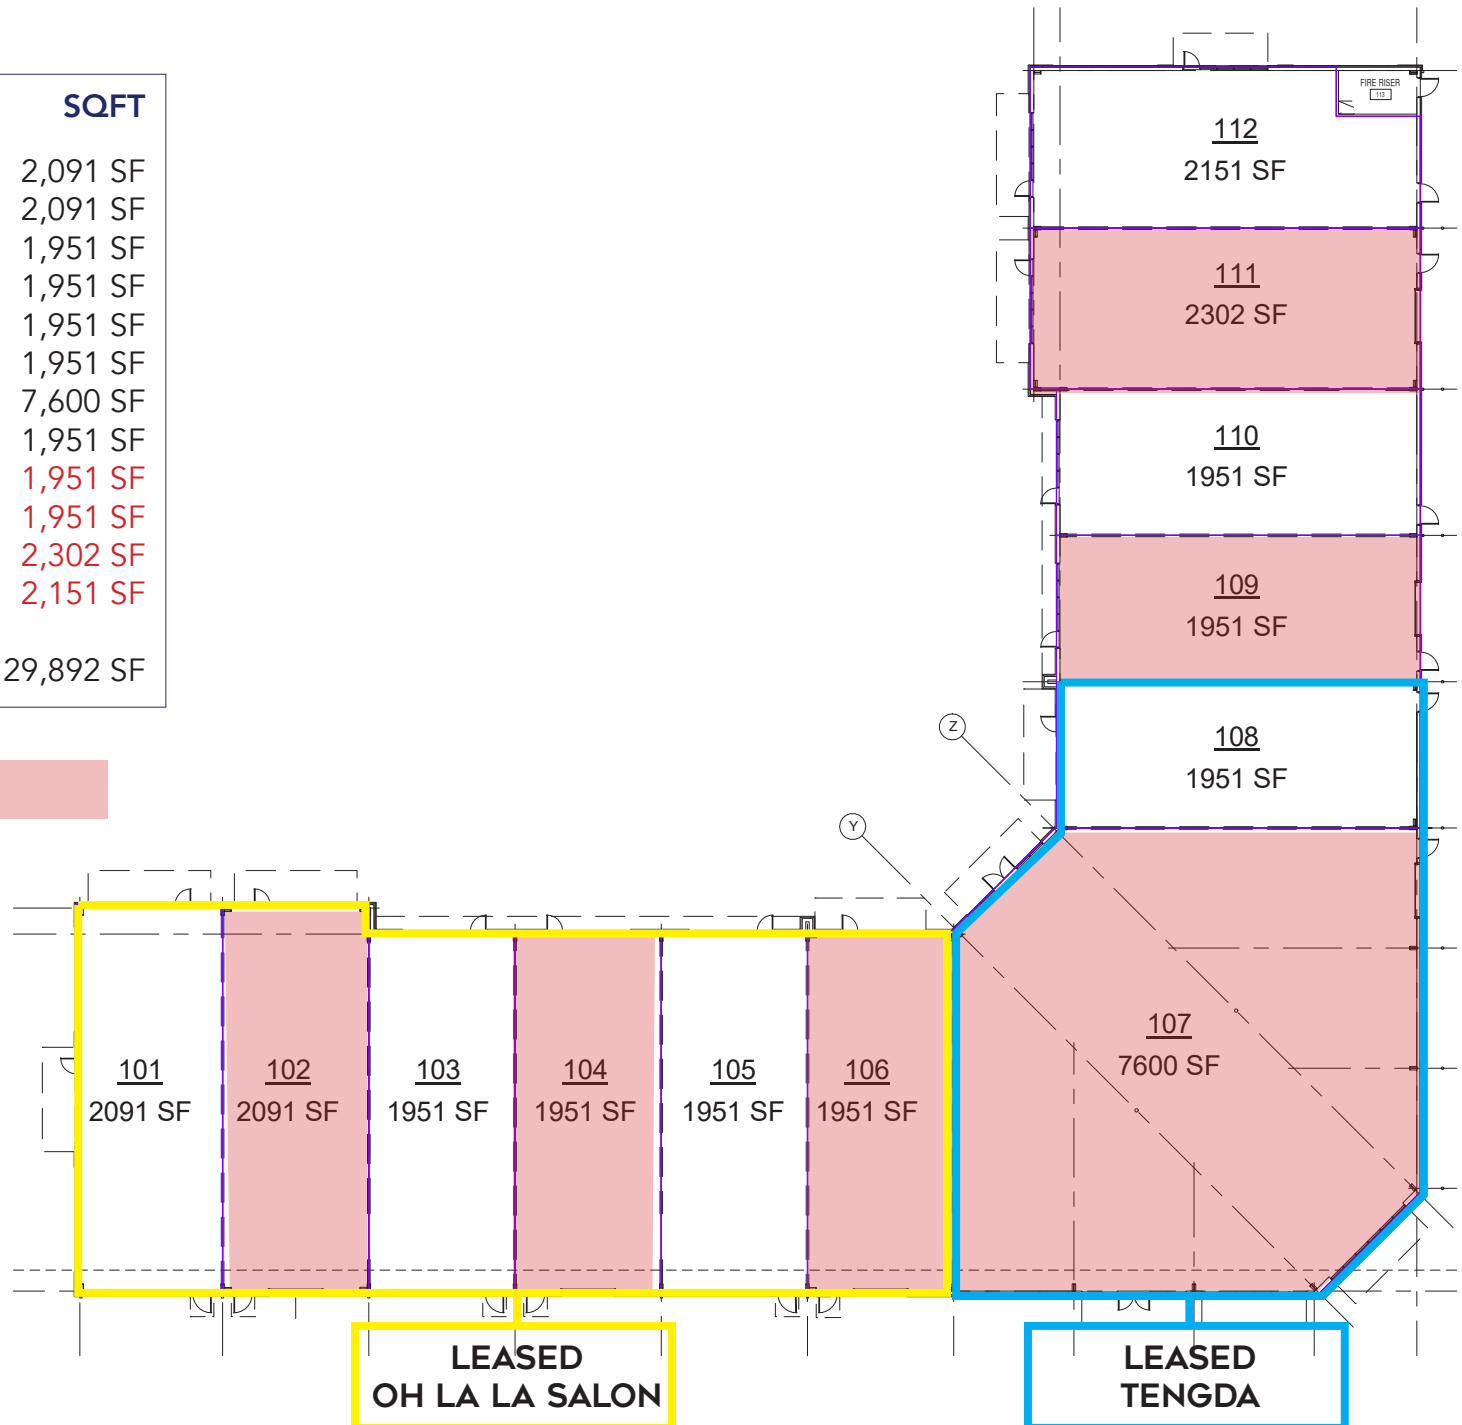 SQFT
2,091 SF
2,091 SF
1,951 SF
1,951 SF
1,951 SF
1,951 SF
7,600 SF
1,951 SF
1,951 SF
1,951 SF
2,302 SF
2,151 SF
29,892 SF
FIRE RISER
113
112
2151 SF
111
2302 SF
110
1951 SF
109
1951 SF
108
1951 SF
Z
Y
107
7600 SF
101
2091 SF
102
2091 SF
103
1951 SF
104
1951 SF
105
1951 SF
106
1951 SF
LEASED
OH LA LA SALON
LEASED
TENGDA